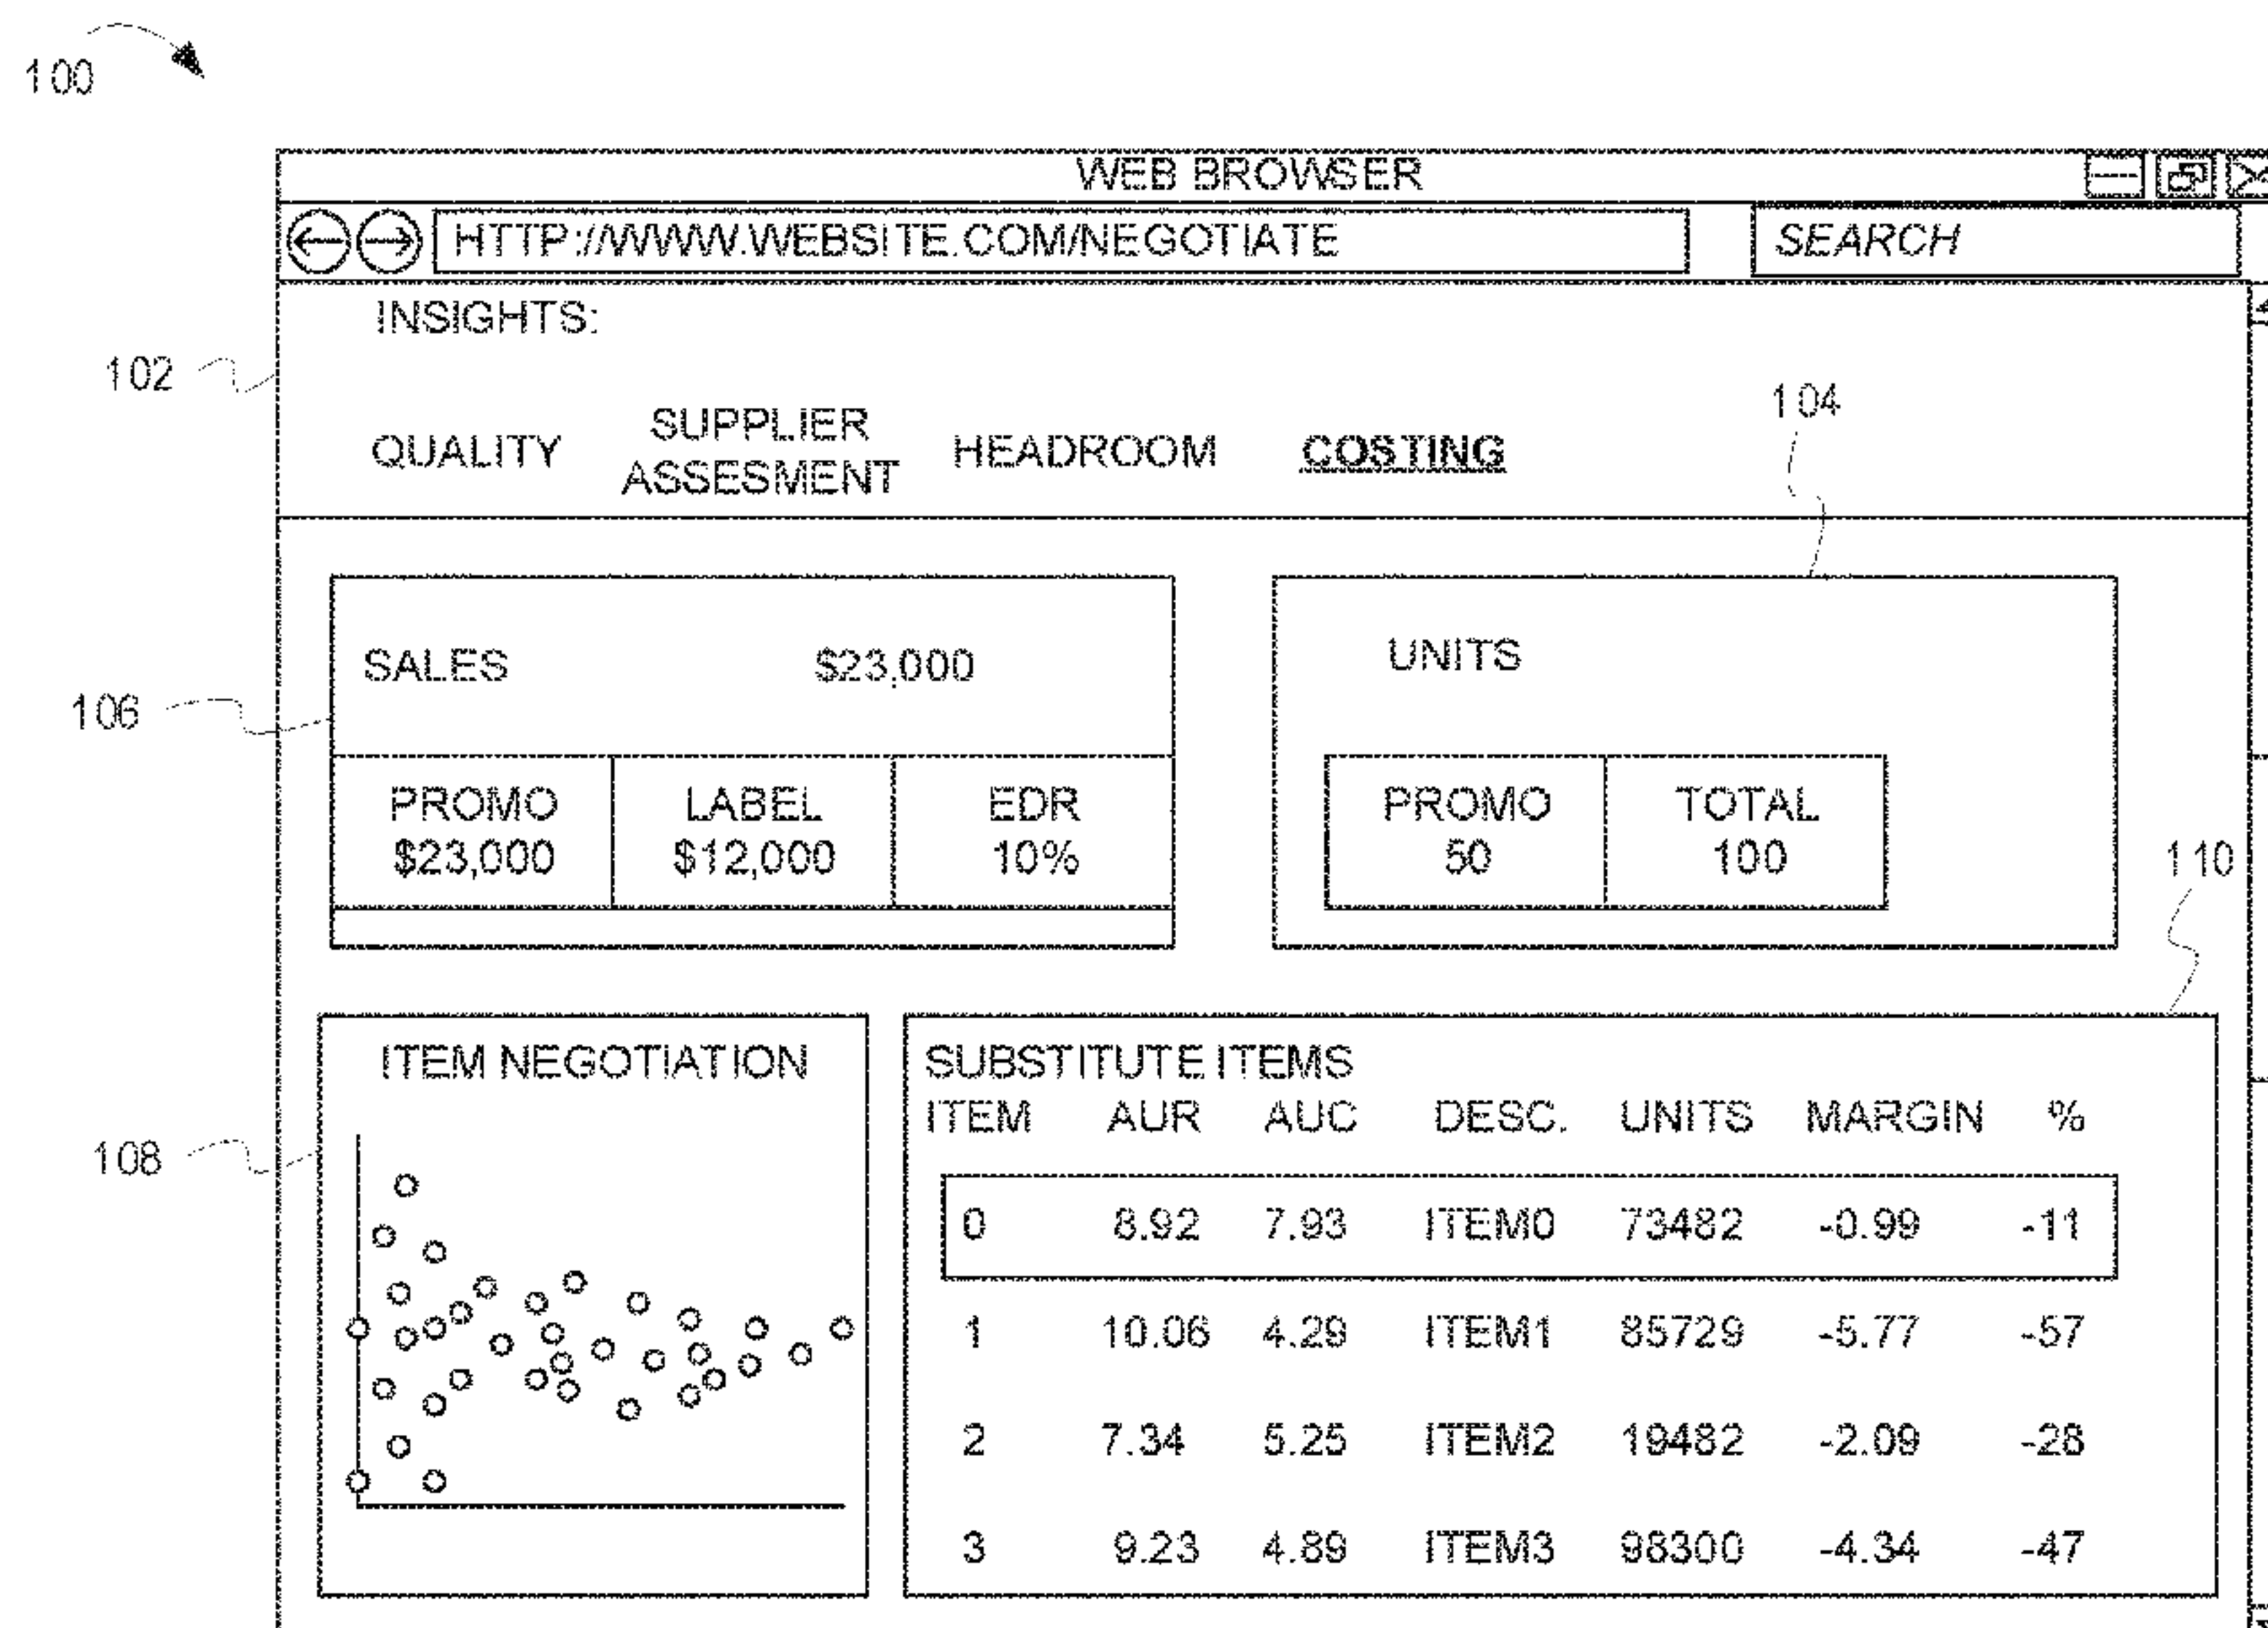 100
WEB BROWSER
HTTP://WWW.WEBSITE.COM/NEGOTIATE
SEARCH
INSIGHTS:
102
104
QUALITY SUPPLIER ASSESMENT HEADROOM COSTING
SALES $23,000
UNITS
106
PROMO LABEL EDR
$23,000 $12,000 10%
PROMO TOTAL
50 100
110
ITEM NEGOTIATION
108
SUBSTITUTE ITEMS
ITEM AUR AUC DESC. UNITS MARGIN %
0 8.92 7.93 ITEM0 73482 -0.99 -11
1 10.06 4.29 ITEM1 85729 -5.77 -57
2 7.34 5.25 ITEM2 19482 -2.09 -28
3 9.23 4.89 ITEM3 98300 -4.34 -47